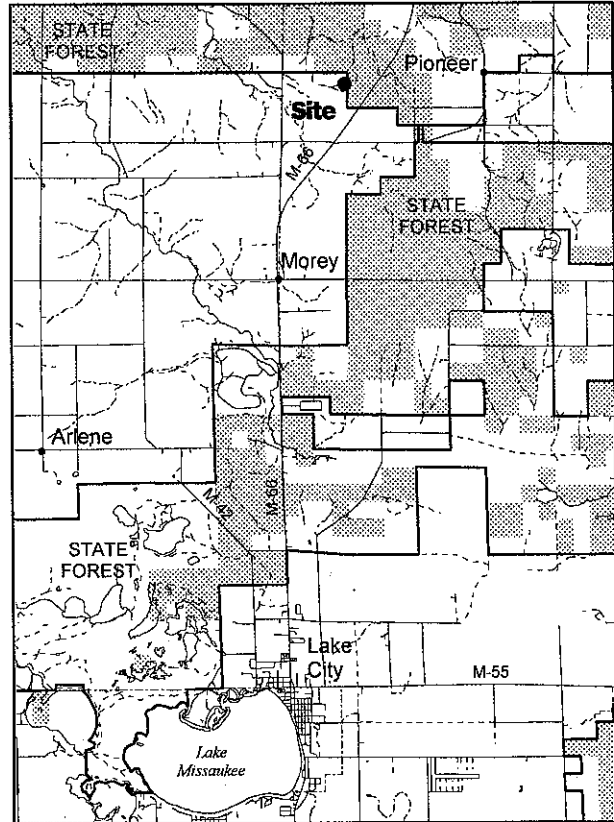 STATE
FOREST
Pioneer
Site
M-66
STATE
FOREST
Morey
Arlene
M-42
M-66
STATE
FOREST
Lake
City
M-55
Lake
Missaukee